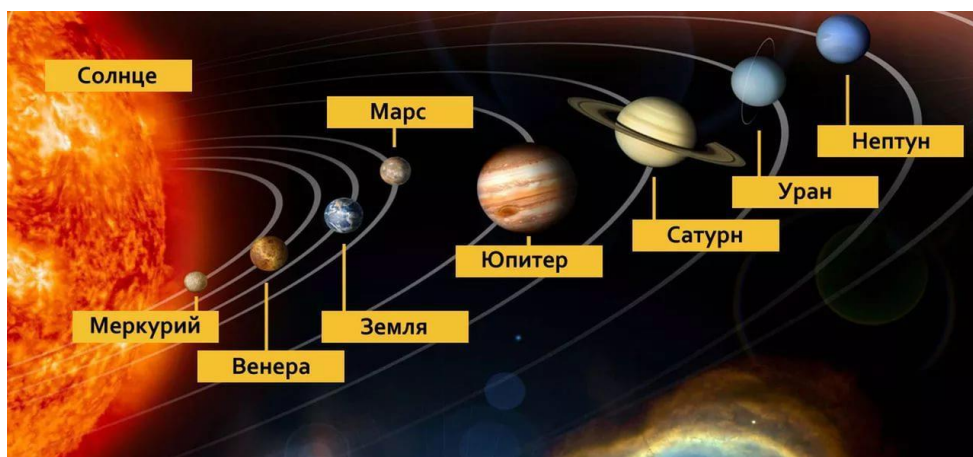 Солнце
Меркурий
Венера
Земля
Марс
Юпитер
Сатурн
Уран
Нептун